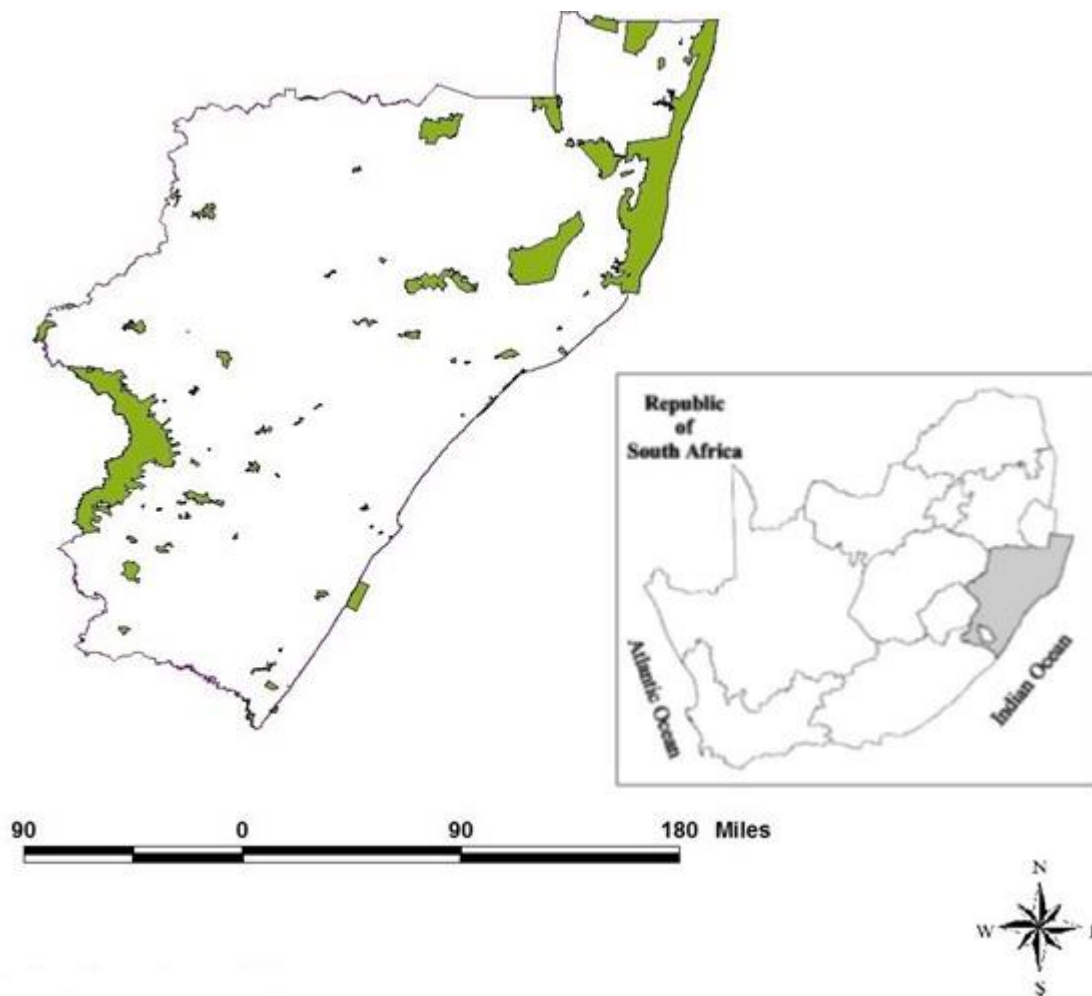 Republic
of
South Africa
Atlantic Ocean
Indian Ocean
90 0 90 180 Miles
N
W
S